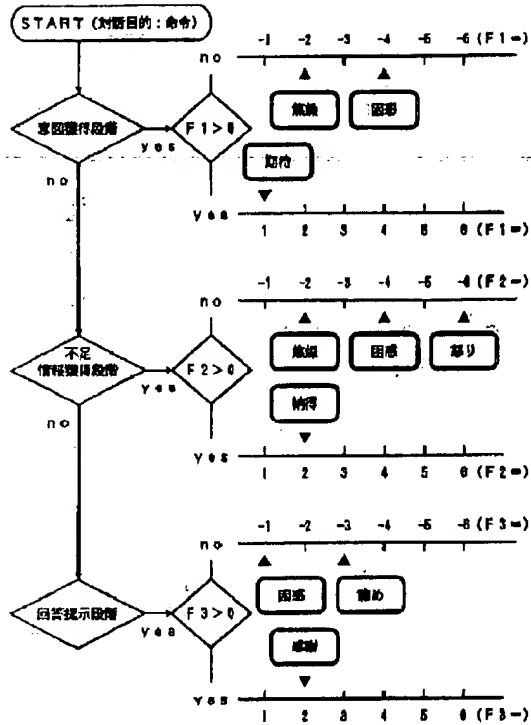 START (対話目的:命令)
no
-1 -2 -3 -4 -5 -6 (F1=)
困惑
意図獲得段階
yes
F1>0
期待
no
yes
1 2 3 4 5 6 (F1=)
-1 -2 -3 -4 -5 -6 (F2=)
no
困惑
怒り
不足
情報獲得段階
yes
F2>0
納得
no
yes
1 2 3 4 5 6 (F2=)
-1 -2 -3 -4 -5 -6 (F3=)
no
困惑
諦め
回答提示段階
yes
F3>0
感謝
yes
1 2 3 4 5 6 (F3=)